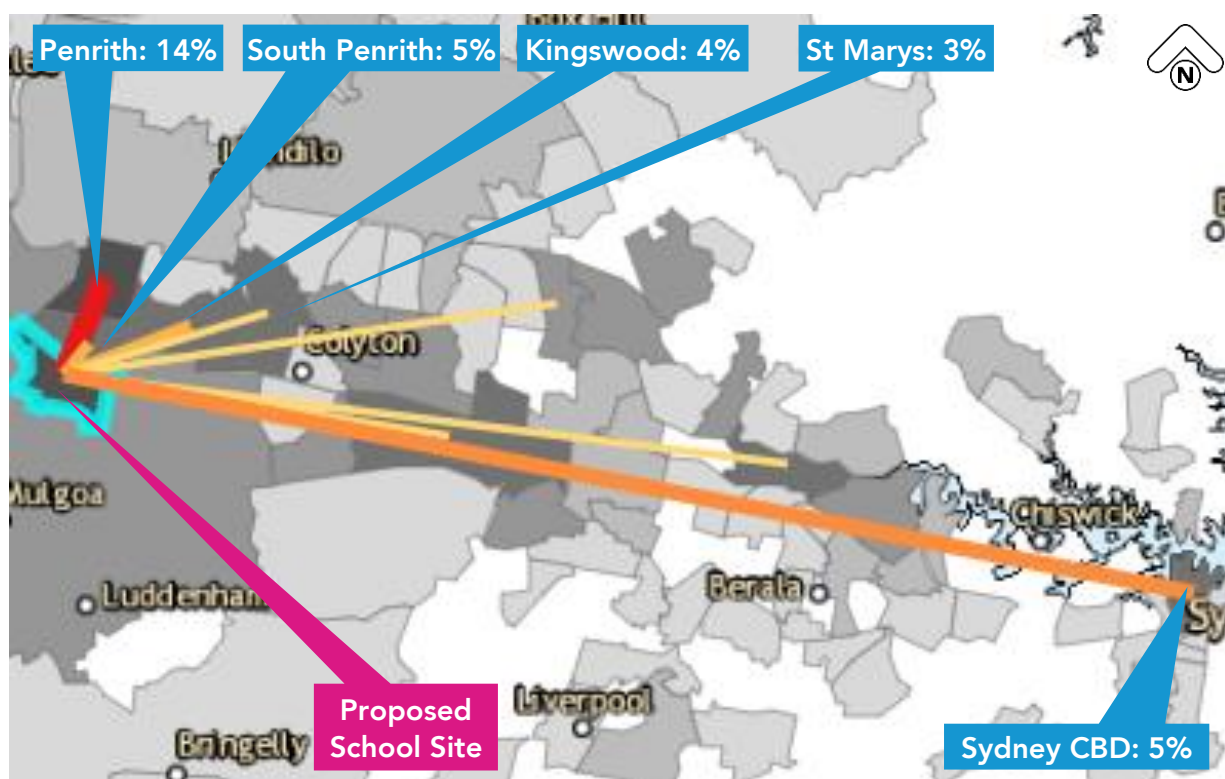 Penrith: 14%
South Penrith: 5%
Kingswood: 4%
St Marys: 3%
N
Colyton
Mulgoa
Chiswick
Luddenham
Berala
Sy
Liverpool
Proposed
School Site
Bringelly
Sydney CBD: 5%